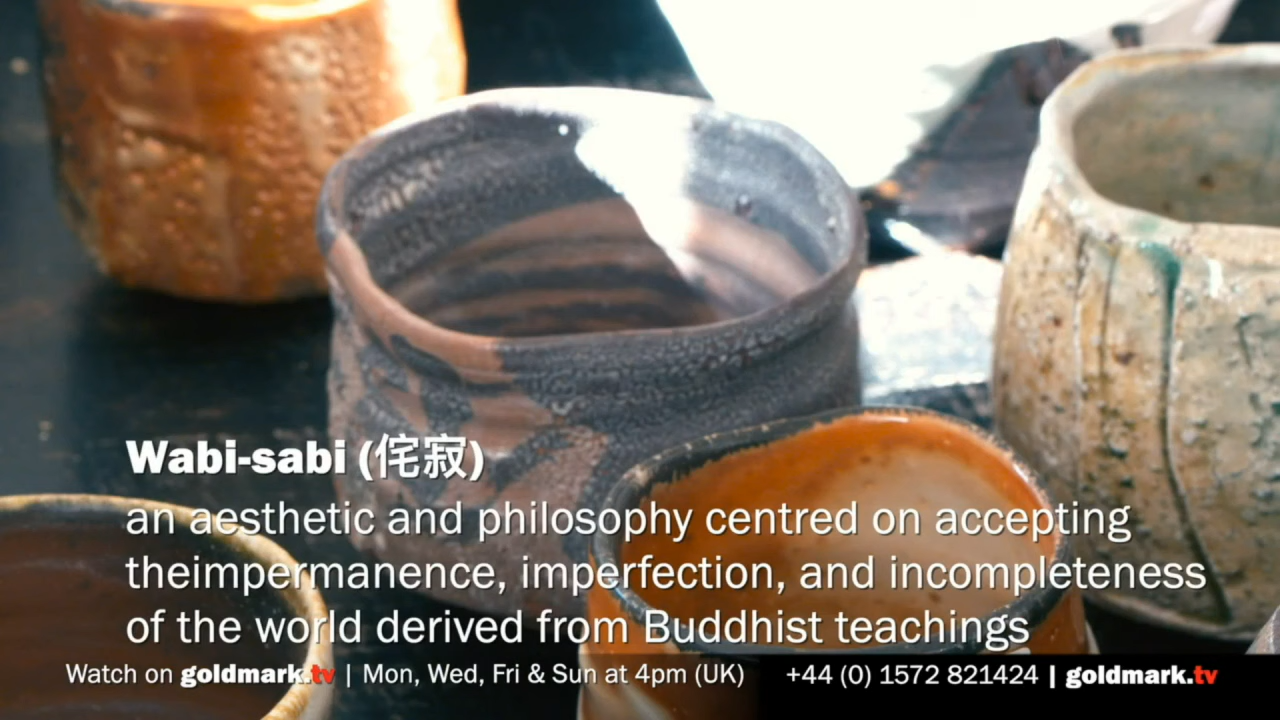 Wabi-sabi (侘寂)
an aesthetic and philosophy centred on accepting
theimpermanence, imperfection, and incompleteness
of the world derived from Buddhist teachings
Watch on goldmark.tv | Mon, Wed, Fri & Sun at 4pm (UK) +44 (0) 1572 821424 | goldmark.tv